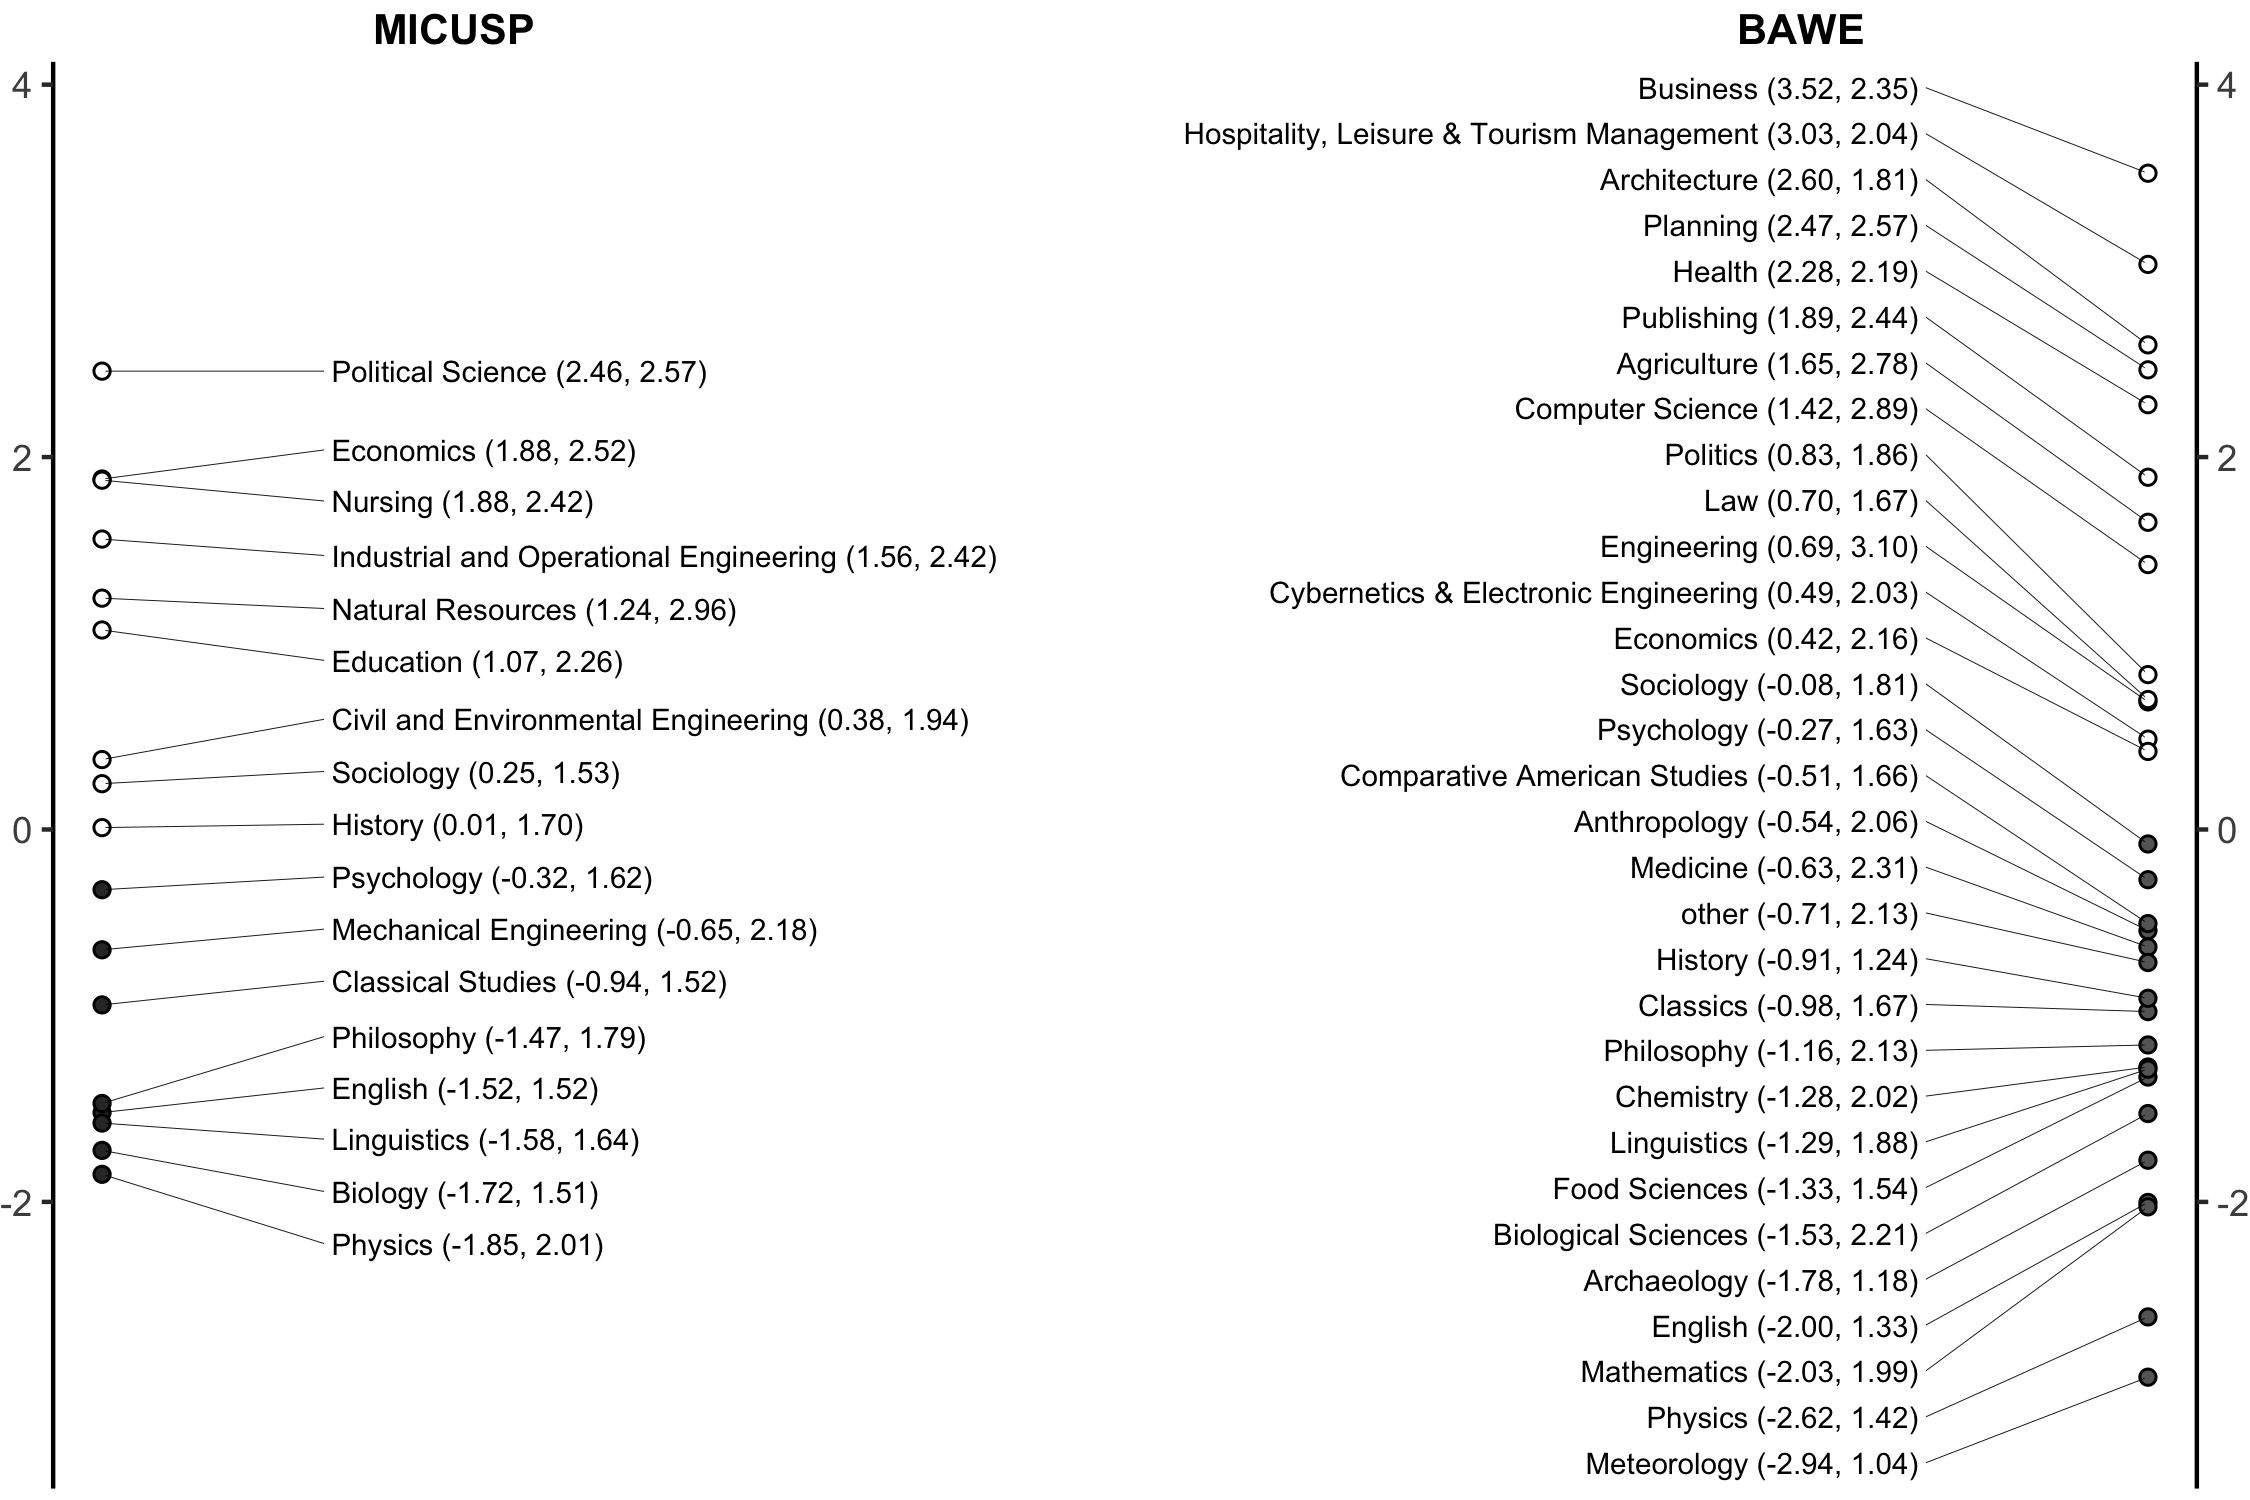 MICUSP
4
2
0
-2
Political Science (2.46, 2.57)
Economics (1.88, 2.52)
Nursing (1.88, 2.42)
Industrial and Operational Engineering (1.56, 2.42)
Natural Resources (1.24, 2.96)
Education (1.07, 2.26)
Civil and Environmental Engineering (0.38, 1.94)
Sociology (0.25, 1.53)
History (0.01, 1.70)
Psychology (-0.32, 1.62)
Mechanical Engineering (-0.65, 2.18)
Classical Studies (-0.94, 1.52)
Philosophy (-1.47, 1.79)
English (-1.52, 1.52)
Linguistics (-1.58, 1.64)
Biology (-1.72, 1.51)
Physics (-1.85, 2.01)
BAWE
Business (3.52, 2.35)
Hospitality, Leisure & Tourism Management (3.03, 2.04)
Architecture (2.60, 1.81)
Planning (2.47, 2.57)
Health (2.28, 2.19)
Publishing (1.89, 2.44)
Agriculture (1.65, 2.78)
Computer Science (1.42, 2.89)
Politics (0.83, 1.86)
Law (0.70, 1.67)
Engineering (0.69, 3.10)
Cybernetics & Electronic Engineering (0.49, 2.03)
Economics (0.42, 2.16)
Sociology (-0.08, 1.81)
Psychology (-0.27, 1.63)
Comparative American Studies (-0.51, 1.66)
Anthropology (-0.54, 2.06)
Medicine (-0.63, 2.31)
other (-0.71, 2.13)
History (-0.91, 1.24)
Classics (-0.98, 1.67)
Philosophy (-1.16, 2.13)
Chemistry (-1.28, 2.02)
Linguistics (-1.29, 1.88)
Food Sciences (-1.33, 1.54)
Biological Sciences (-1.53, 2.21)
Archaeology (-1.78, 1.18)
English (-2.00, 1.33)
Mathematics (-2.03, 1.99)
Physics (-2.62, 1.42)
Meteorology (-2.94, 1.04)
4
2
0
-2